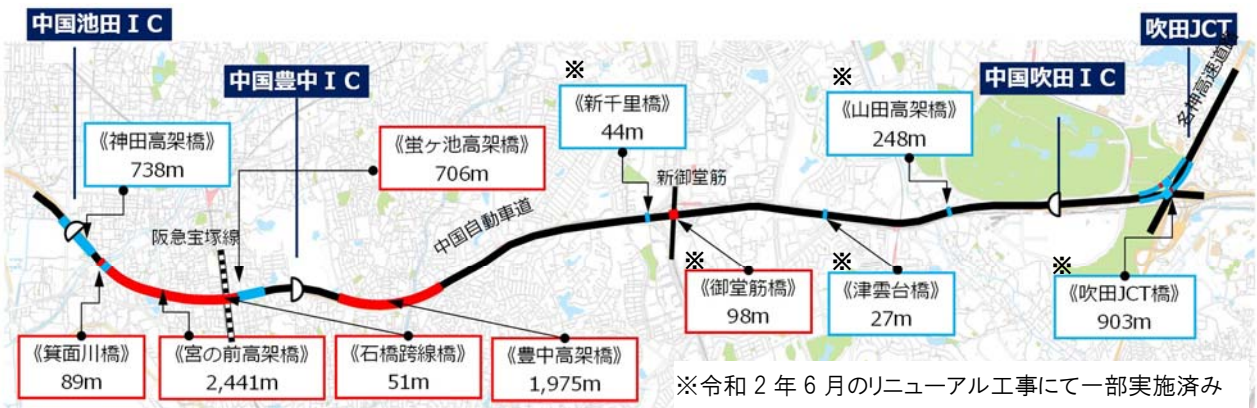 中国池田ＩＣ
吹田JCT
中国豊中ＩＣ
中国吹田ＩＣ
名神高速道路
※
《新千里橋》
44m
※
《山田高架橋》
248m
《神田高架橋》
738m
《蛍ヶ池高架橋》
706m
新御堂筋
中国自動車道
阪急宝塚線
※
《御堂筋橋》
98m
※
《津雲台橋》
27m
※
《吹田JCT橋》
903m
《箕面川橋》
89m
《宮の前高架橋》
2,441m
《石橋跨線橋》
51m
《豊中高架橋》
1,975m
※令和２年６月のリニューアル工事にて一部実施済み